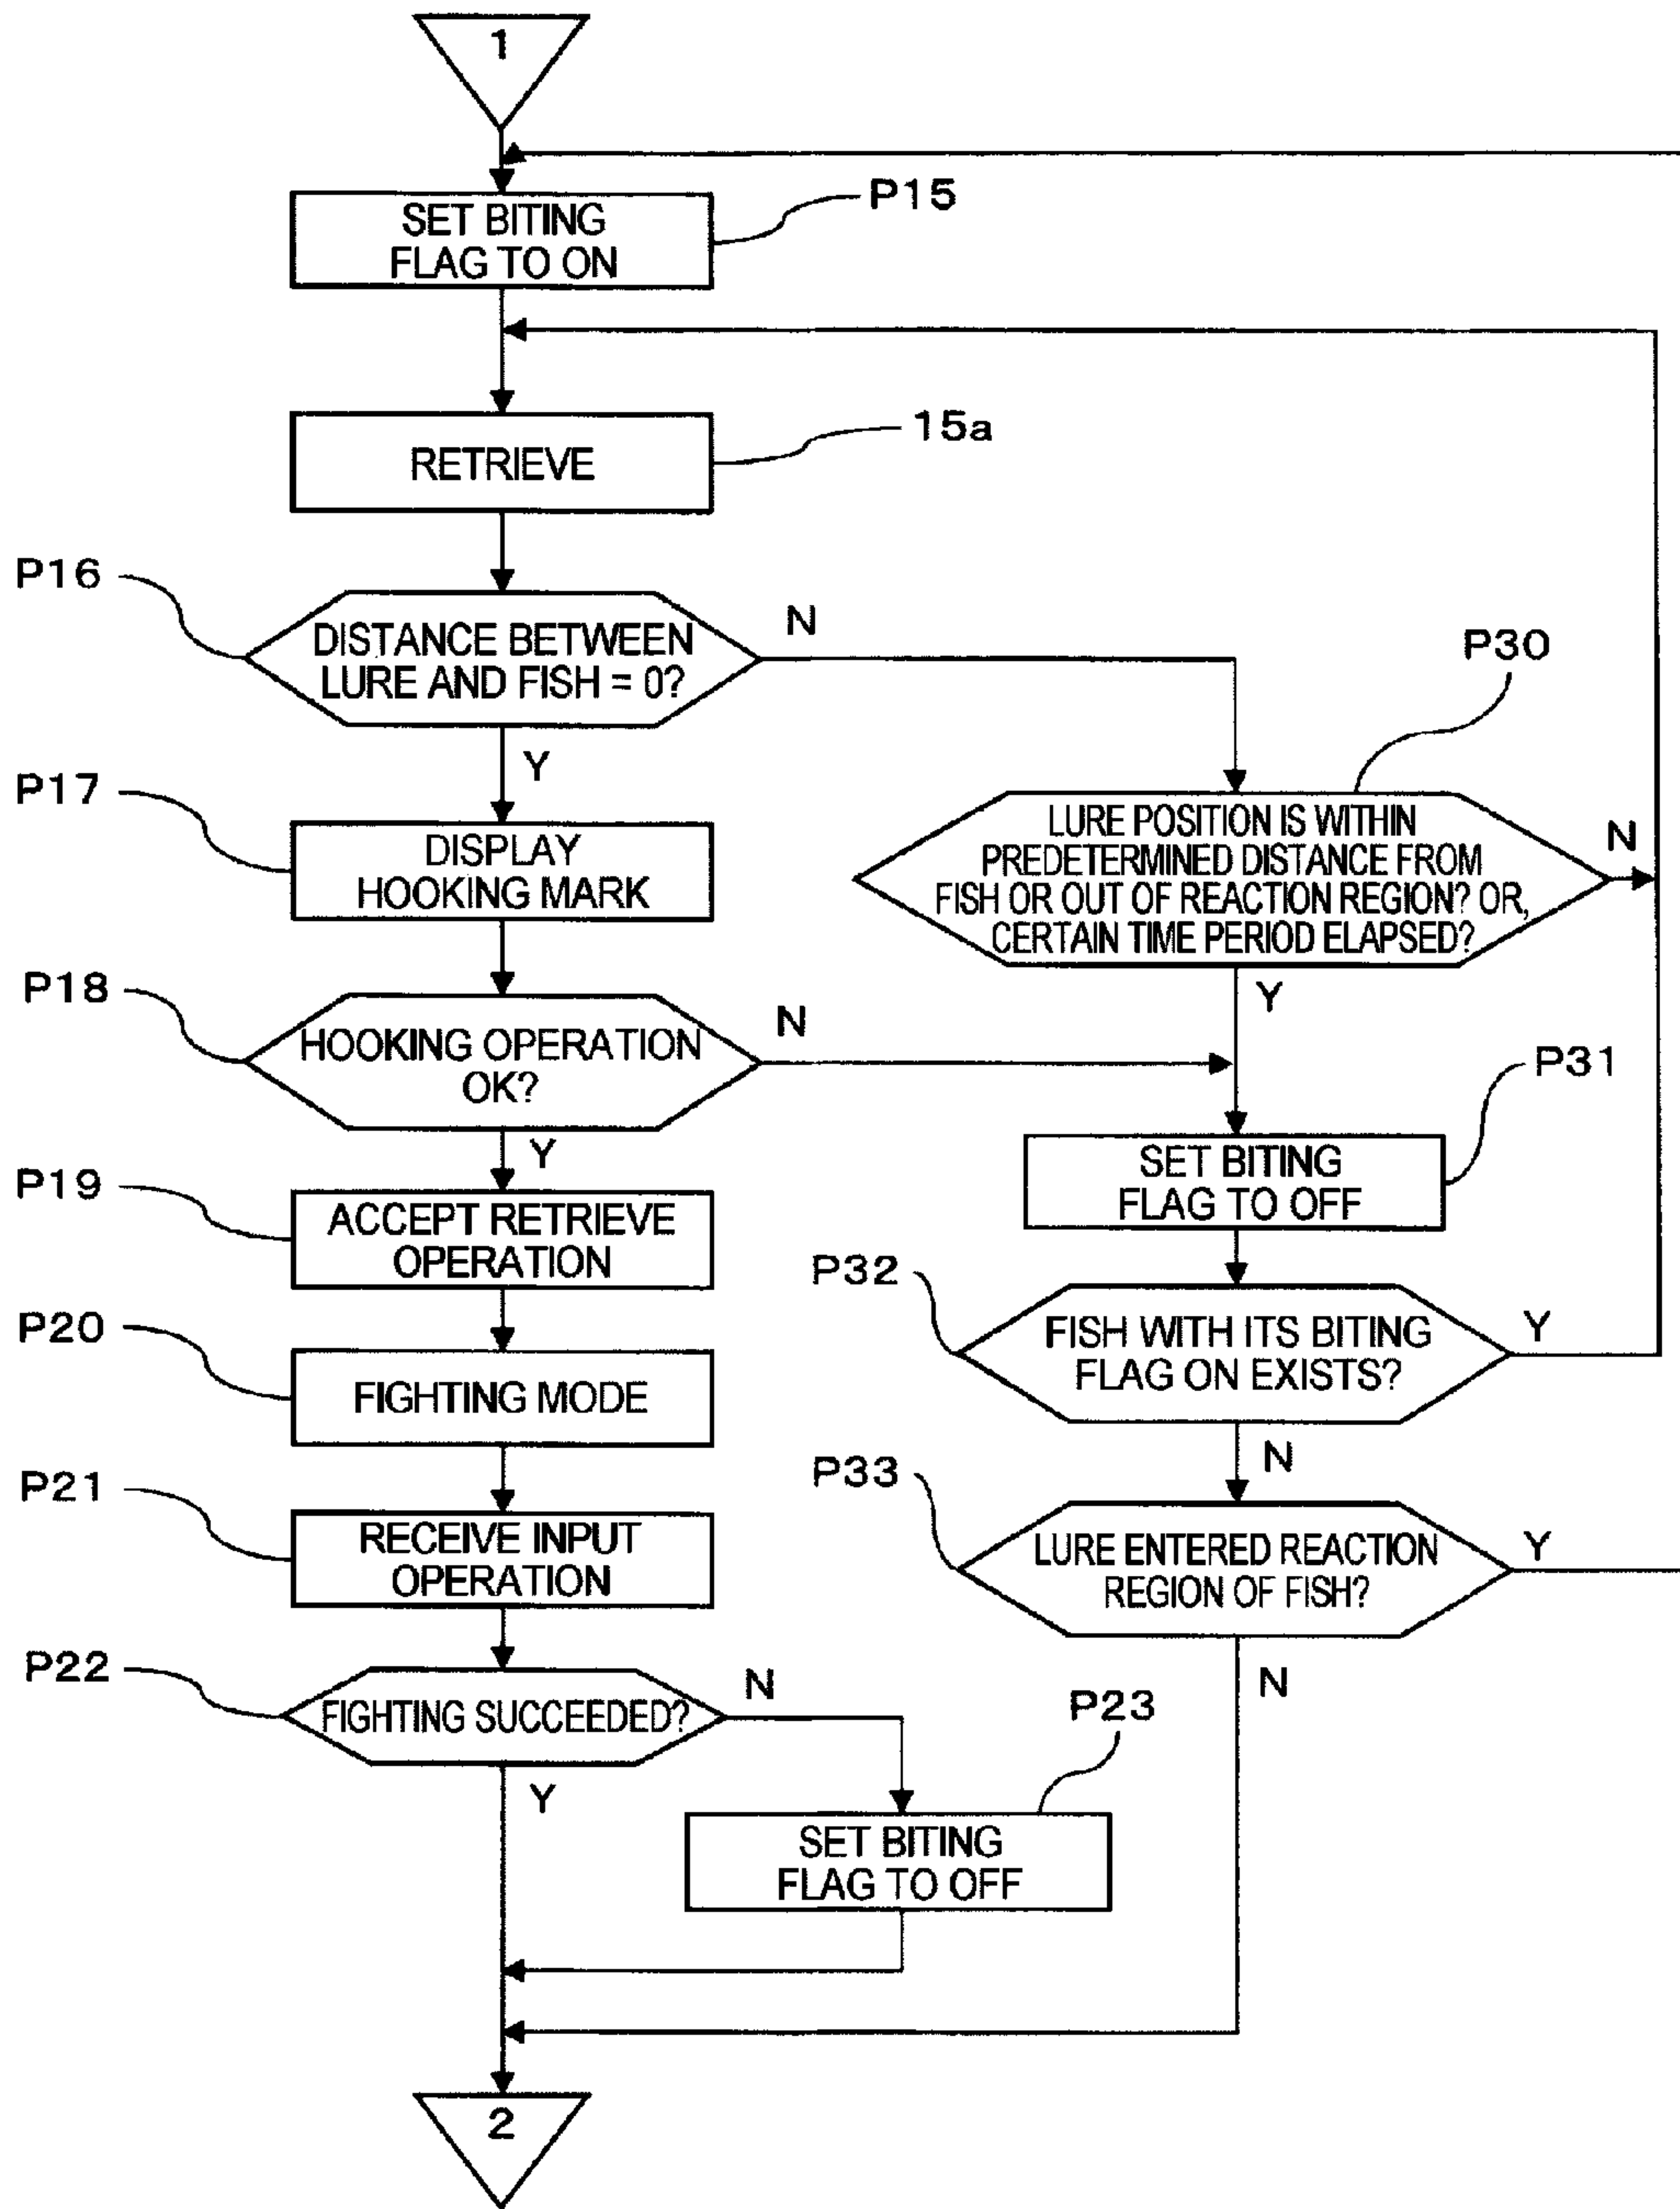 1
SET BITING
FLAG TO ON
P15
RETRIEVE
15a
P16
DISTANCE BETWEEN
LURE AND FISH = 0?
N
Y
P30
LURE POSITION IS WITHIN
PREDETERMINED DISTANCE FROM
FISH OR OUT OF REACTION REGION? OR,
CERTAIN TIME PERIOD ELAPSED?
N
Y
P17
DISPLAY
HOOKING MARK
P18
HOOKING OPERATION
OK?
N
Y
P31
SET BITING
FLAG TO OFF
P19
ACCEPT RETRIEVE
OPERATION
P32
FISH WITH ITS BITING
FLAG ON EXISTS?
Y
N
P20
FIGHTING MODE
P21
RECEIVE INPUT
OPERATION
P33
LURE ENTERED REACTION
REGION OF FISH?
Y
N
P22
FIGHTING SUCCEEDED?
N
Y
P23
SET BITING
FLAG TO OFF
2